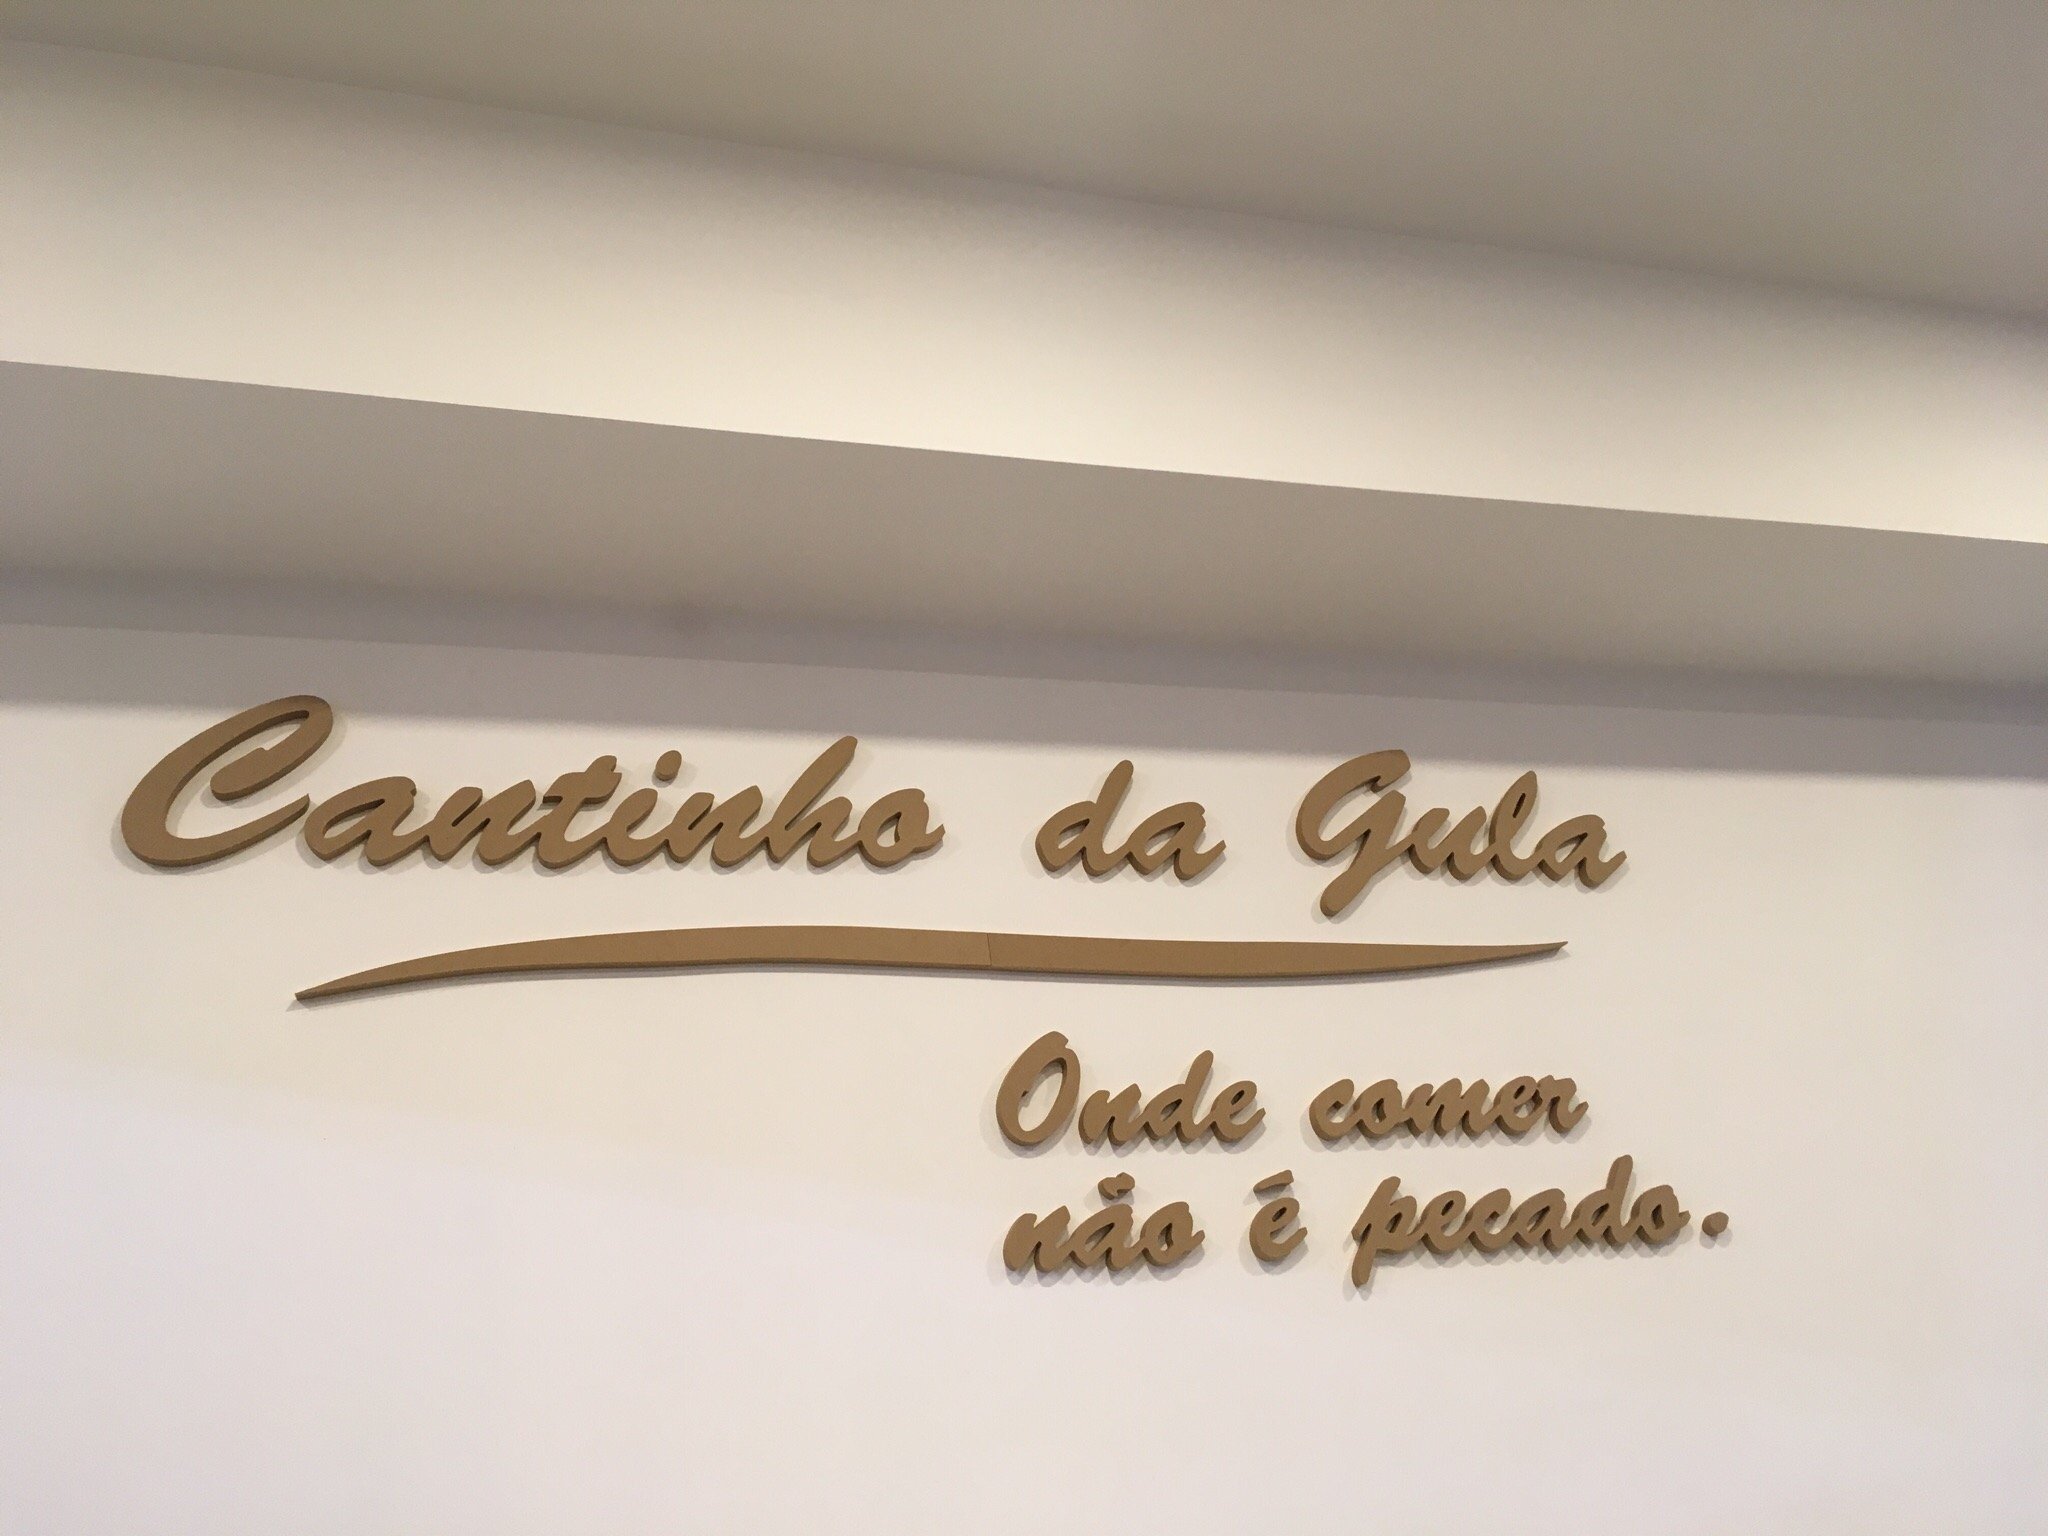 Cantinho da Gula
Onde comer
não é pecado.